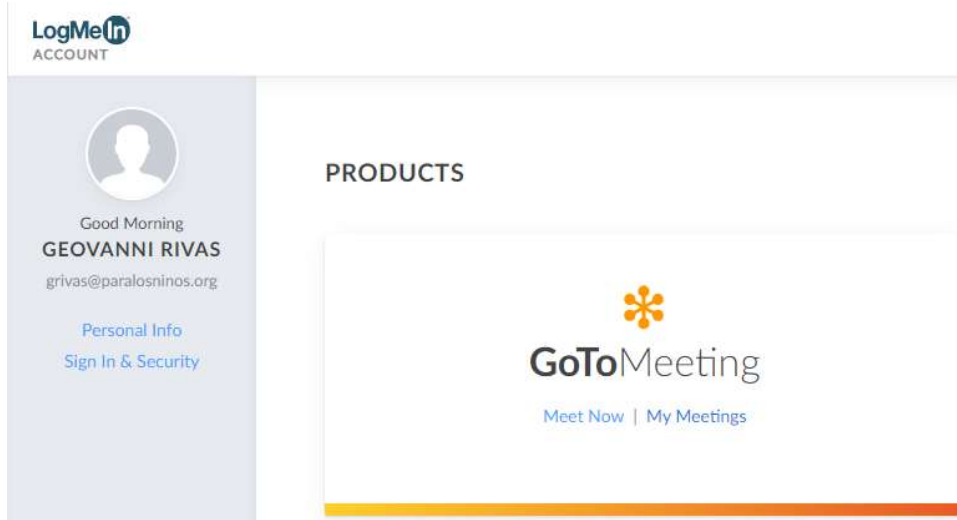 LogMeIn
ACCOUNT
Good Morning
GEOVANNI RIVAS
grivas@paralosninos.org
Personal Info
Sign In & Security
PRODUCTS
GoToMeeting
Meet Now | My Meetings